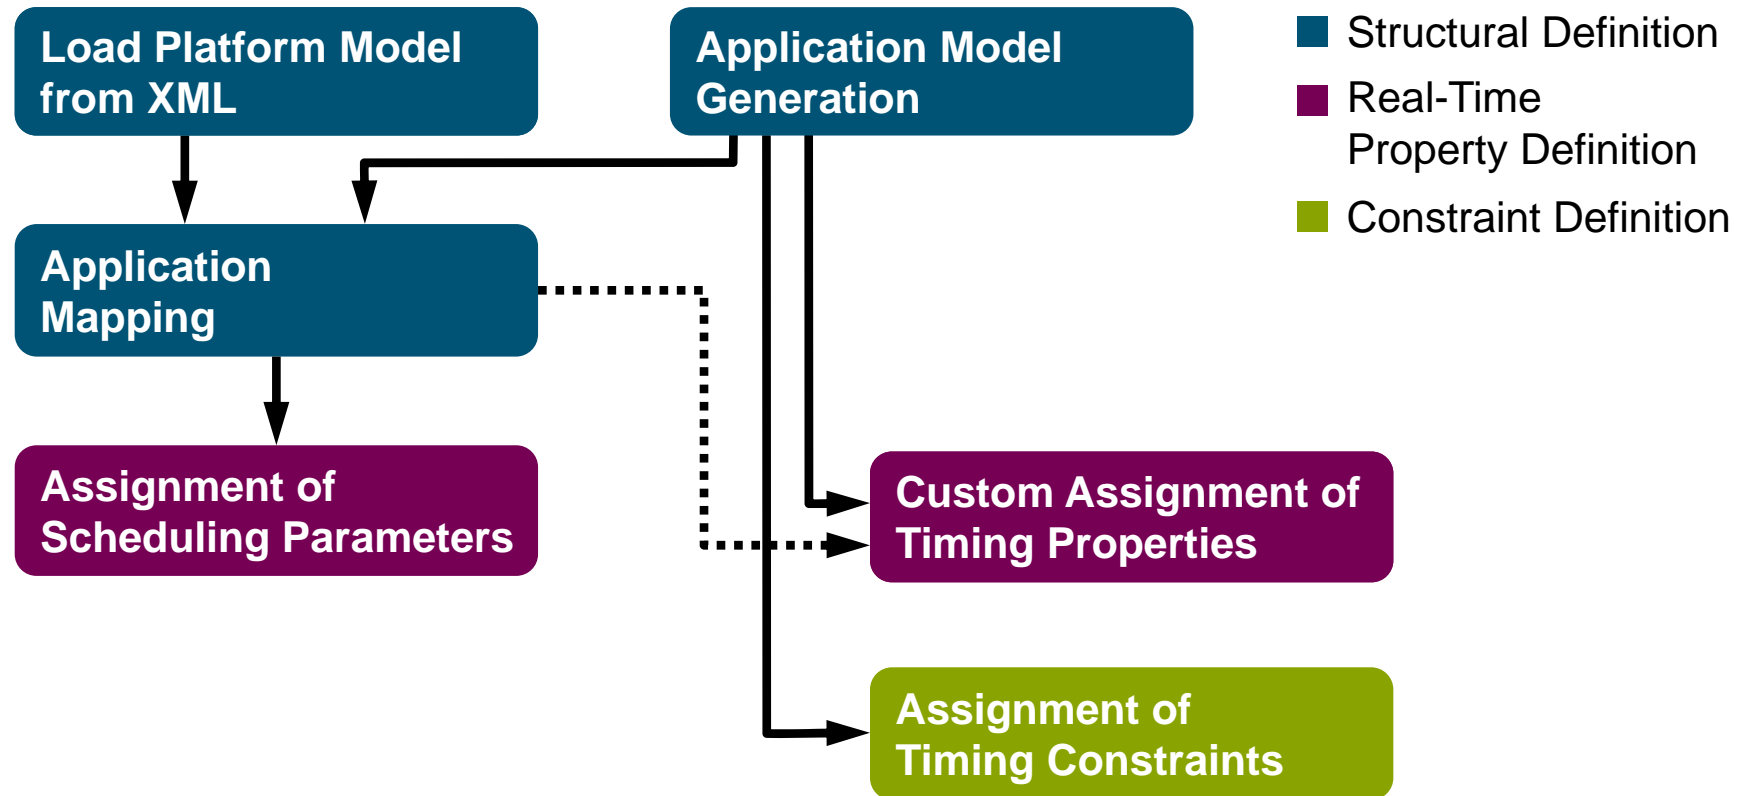 Load Platform Model
from XML
Application Model
Generation
Structural Definition
Real-Time
Property Definition
Constraint Definition
Application
Mapping
Assignment of
Scheduling Parameters
Custom Assignment of
Timing Properties
Assignment of
Timing Constraints